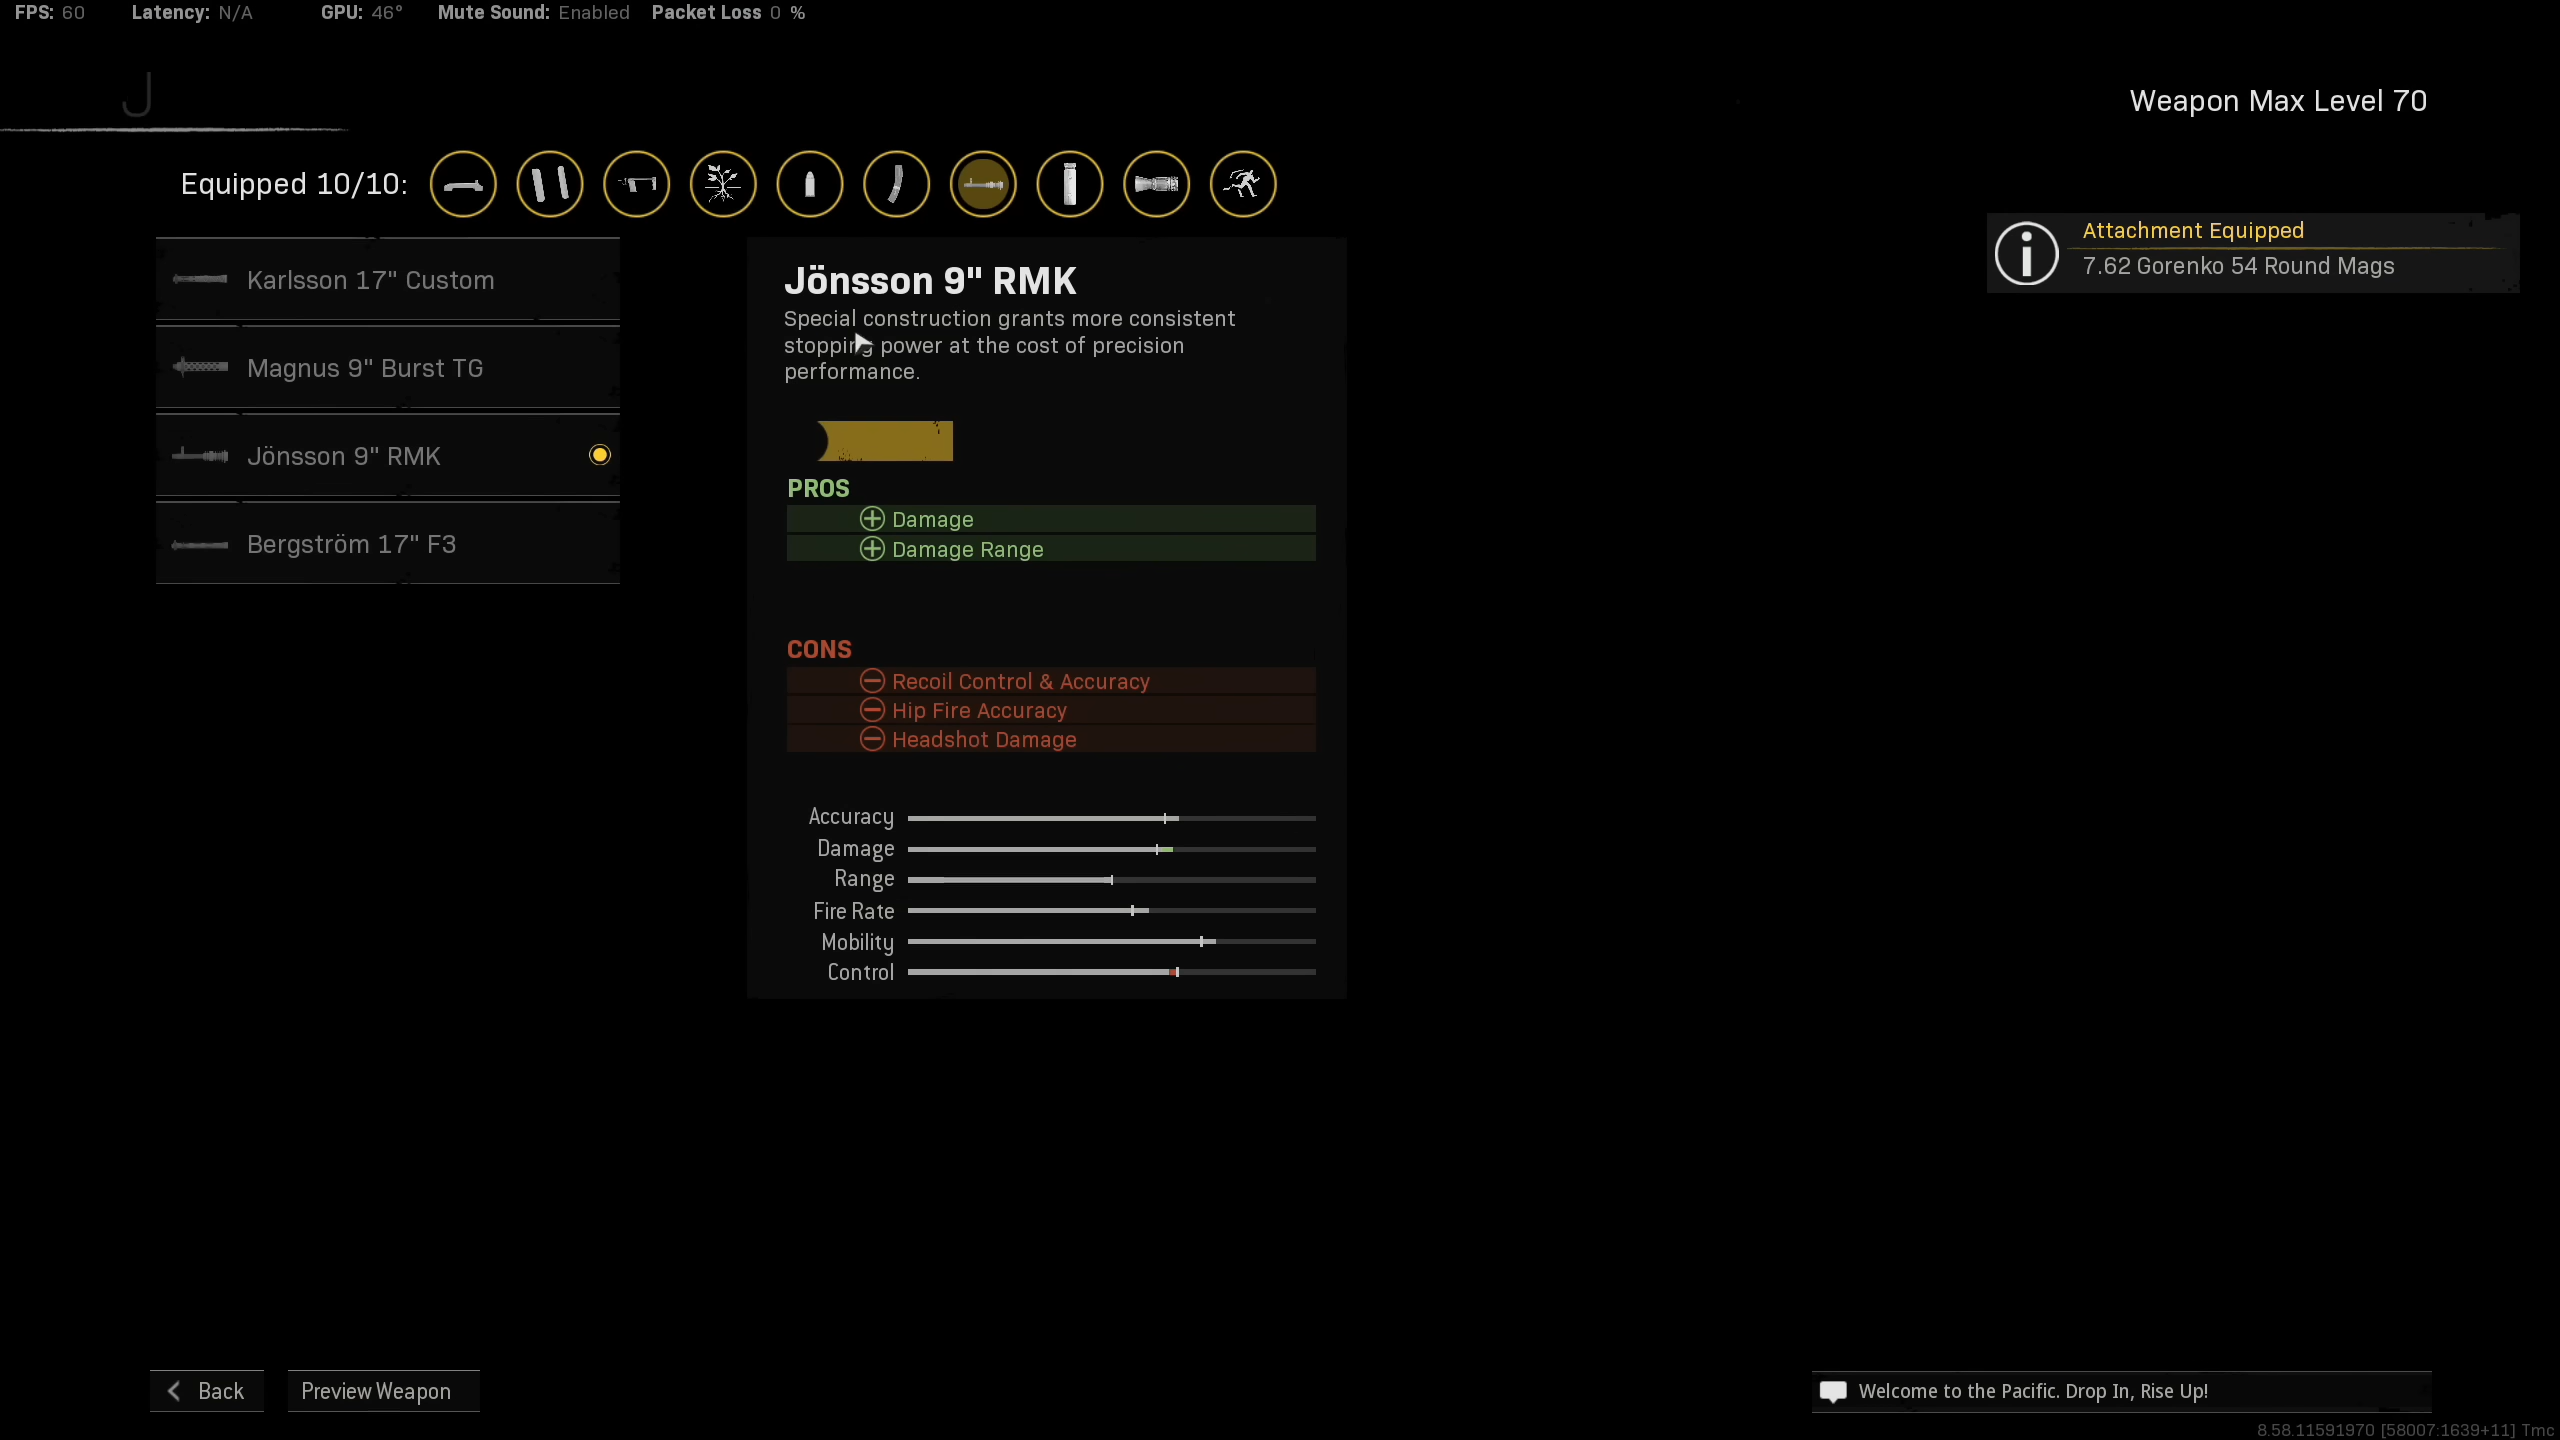 FPS: 60 Latency: N/A GPU: 46° Mute Sound: Enabled Packet Loss 0 %
J
Weapon Max Level 70
Equipped 10/10:
Attachment Equipped
7.62 Gorenko 54 Round Mags
Karlsson 17" Custom
Magnus 9" Burst TG
Jönsson 9" RMK
Bergström 17" F3
Jönsson 9" RMK
Special construction grants more consistent
stopping power at the cost of precision
performance.
PROS
Damage
Damage Range
CONS
Recoil Control & Accuracy
Hip Fire Accuracy
Headshot Damage
Accuracy
Damage
Range
Fire Rate
Mobility
Control
Back
Preview Weapon
Welcome to the Pacific. Drop In, Rise Up!
8.58.11591970 [58007:1639+11] Tmc